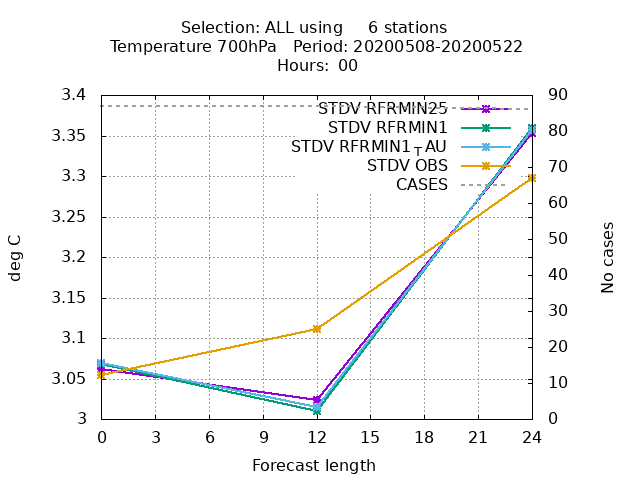 Selection: ALL using     6 stations
Temperature 700hPa   Period: 20200508-20200522
Hours: 00
3.4
3.35
3.3
3.25
3.2
3.15
3.1
3.05
3
90
80
70
60
50
40
30
20
10
0
STDV RFRMIN25
STDV RFRMIN1
STDV RFRMIN1TAU
STDV OBS
CASES
deg C
No cases
0 3 6 9 12 15 18 21 24
Forecast length